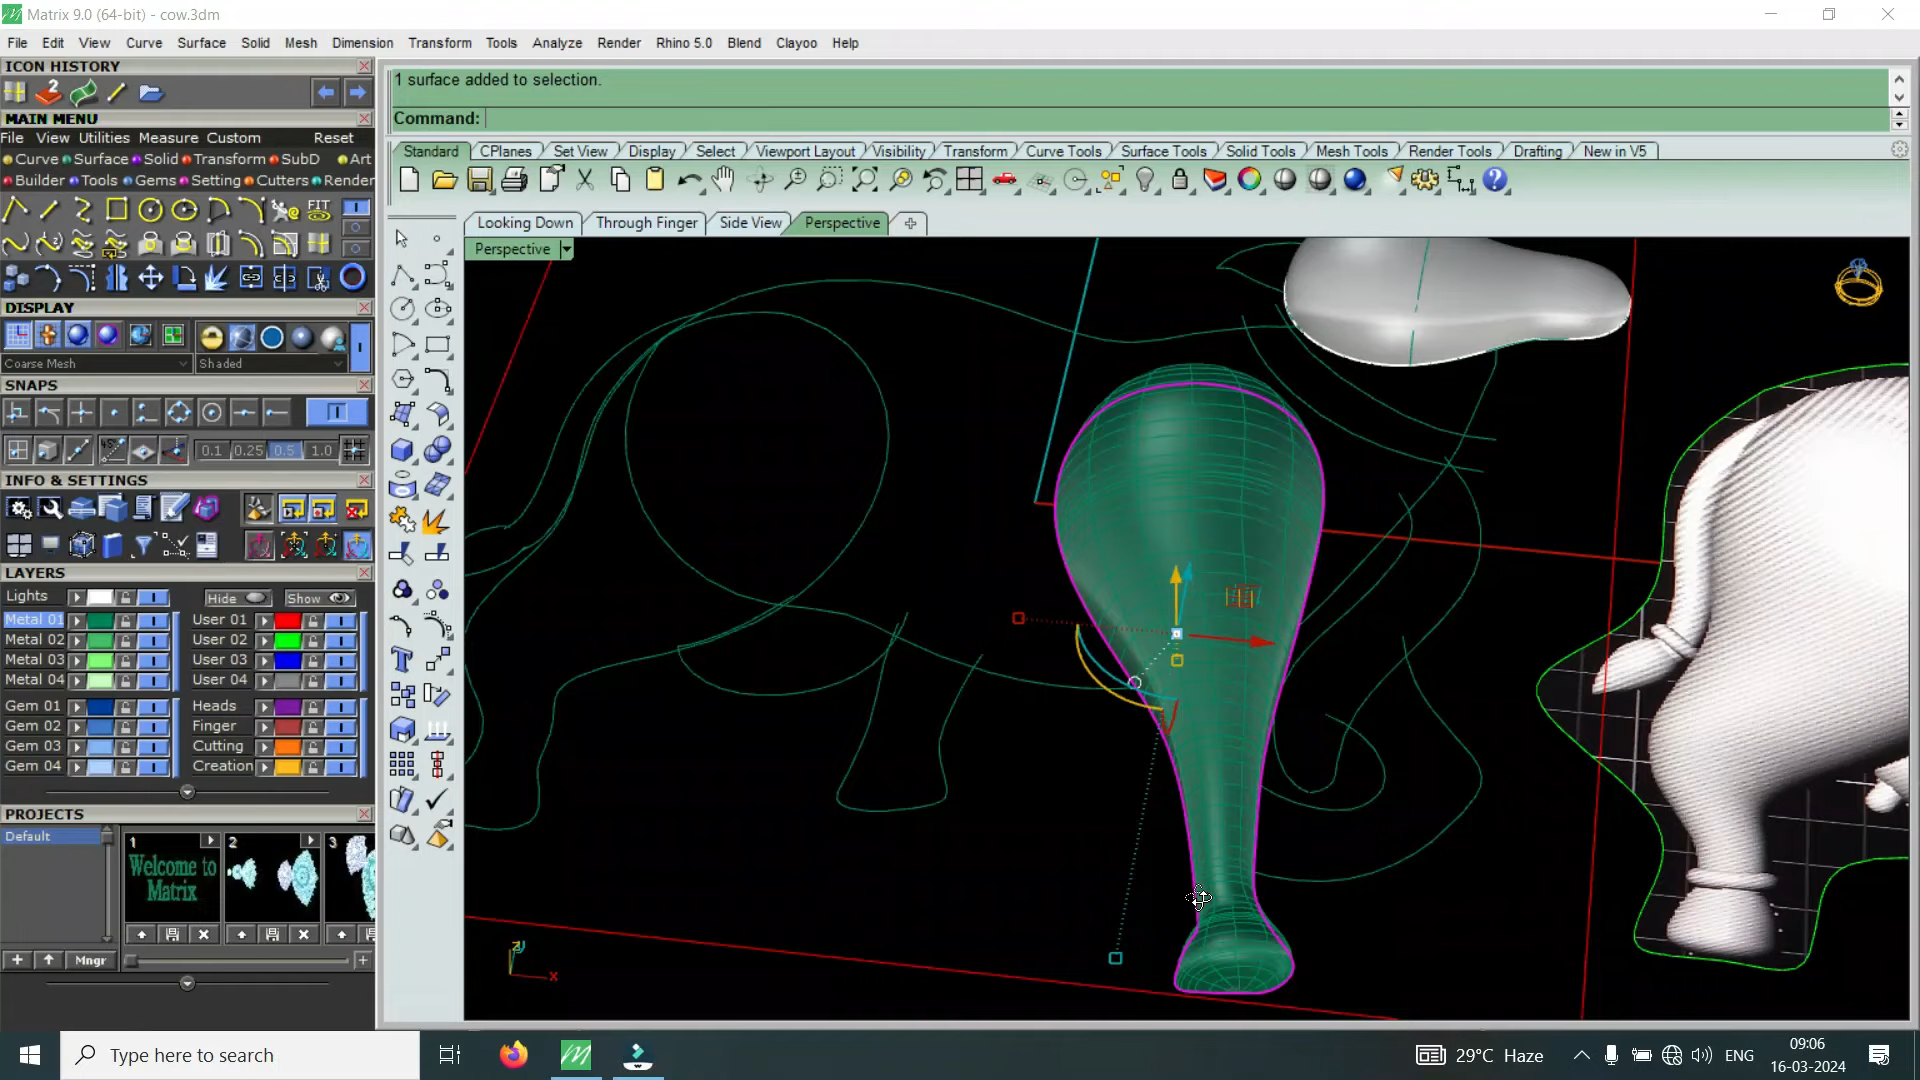 Matrix 9.0 (64-bit) - cow.3dm
File Edit View Curve Surface Solid Mesh Dimension Transform Tools Analyze Render Rhino 5.0 Blend Clayoo Help
ICON HISTORY
1 surface added to selection.
2
MAIN MENU
Command:
File View Utilities Measure Custom Reset
Curve Surface Solid Transform SubD Art
Standard CPlanes Set View Display Select Viewport Layout Visibility Transform Curve Tools Surface Tools Solid Tools Mesh Tools Render Tools Drafting New in V5
Builder Tools Gems Setting Cutters Render
FIT
Looking Down Through Finger Side View Perspective
Perspective
DISPLAY
Coarse Mesh Shaded
SNAPS
0.1 0.25 0.5 1.0
INFO & SETTINGS
LAYERS
Lights Hide Show
Metal 01 User 01
Metal 02 User 02
Metal 03 User 03
Metal 04 User 04
Gem 01 Heads
Gem 02 Finger
Gem 03 Cutting
Gem 04 Creation
PROJECTS
Default
1 2 3
Welcome to
Matrix
Mngr
x
Type here to search
29°C Haze
ENG
09:06
16-03-2024